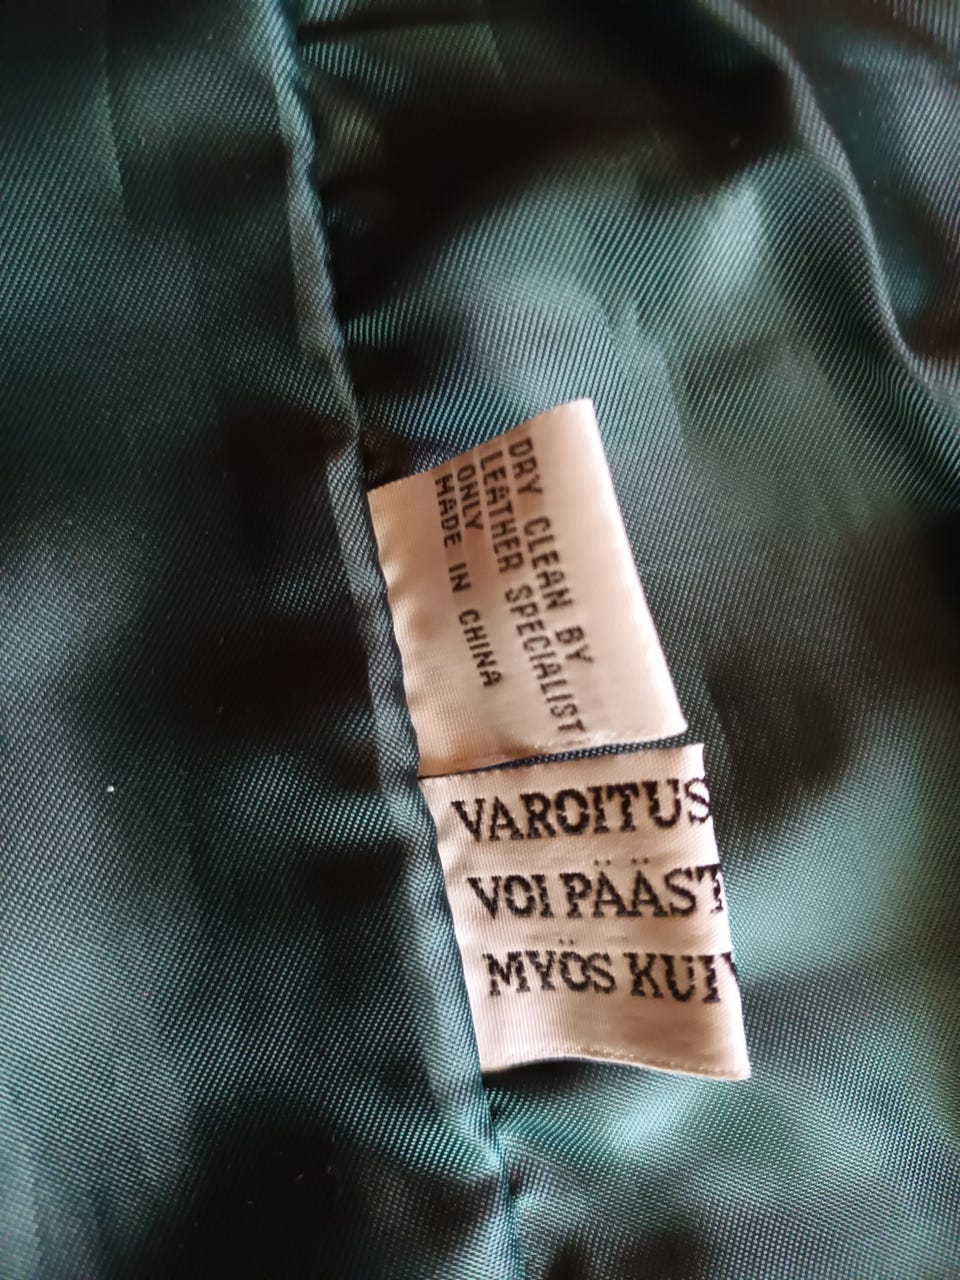 DRY CLEAN BY
LEATHER SPECIALIST
ONLY
MADE IN CHINA
VAROITUS
VOI PÄÄST
MYÖS KUI